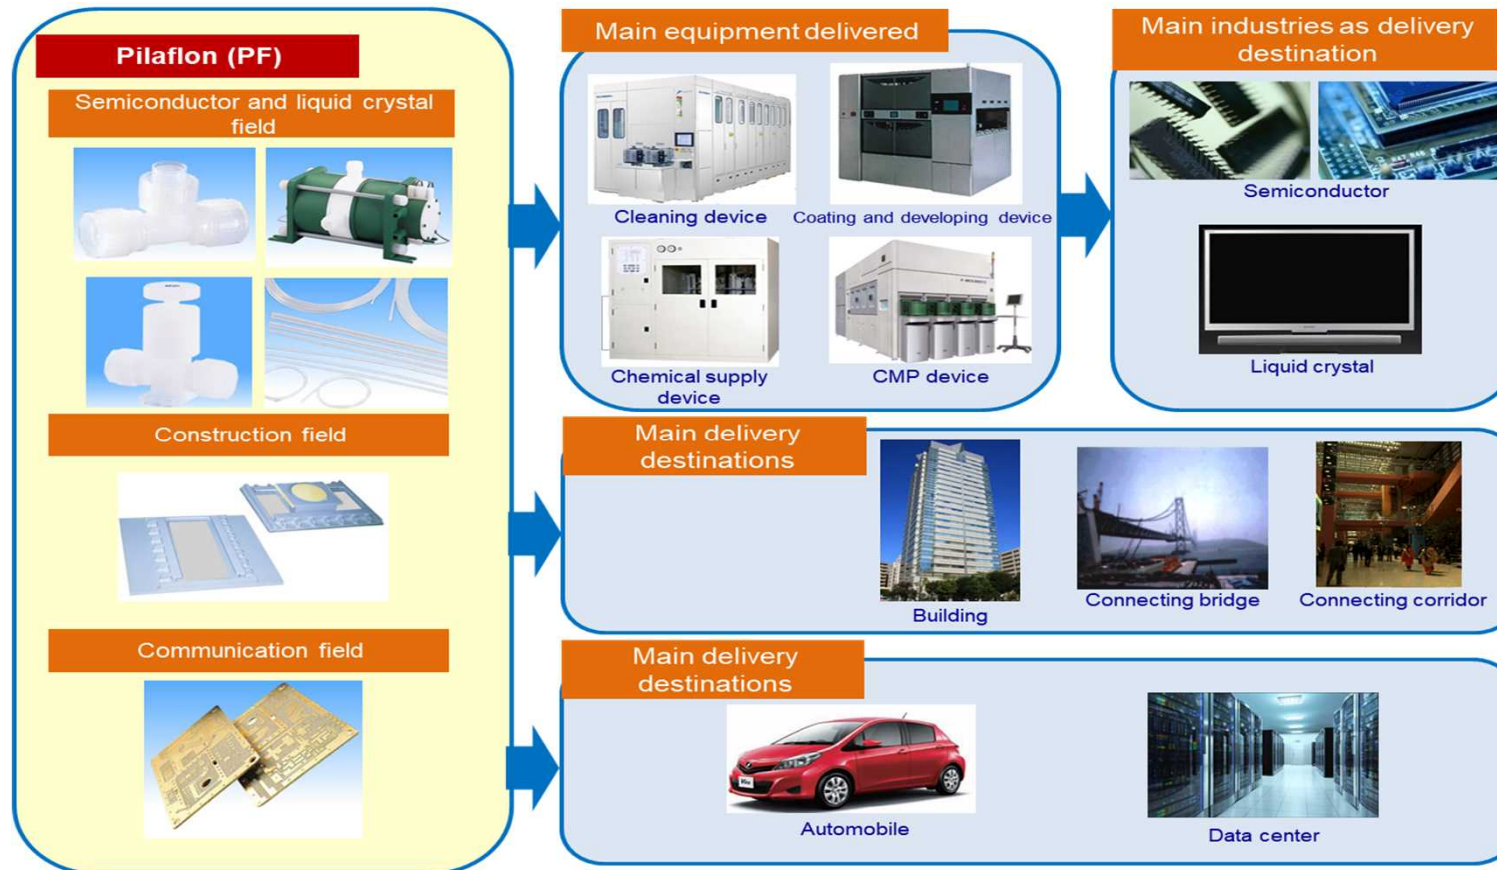 Pilaflon (PF)
Semiconductor and liquid crystal
field
Construction field
Communication field
Main equipment delivered
Cleaning device
Coating and developing device
Chemical supply
device
CMP device
Main industries as delivery
destination
Semiconductor
Liquid crystal
Main delivery
destinations
Building
Connecting bridge
Connecting corridor
Main delivery
destinations
Automobile
Data center